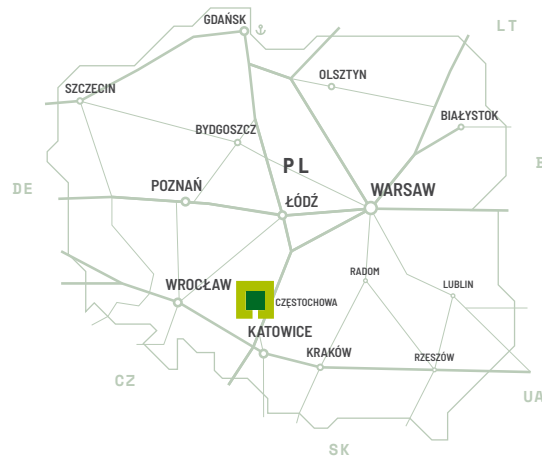 GDAŃSK
LT
OLSZTYN
SZCZECIN
BIAŁYSTOK
BYDGOSZCZ
PL
DE
POZNAŃ
WARSAW
ŁÓDŹ
RADOM
WROCŁAW
LUBLIN
CZĘSTOCHOWA
KATOWICE
KRAKÓW
RZESZÓW
CZ
UA
SK